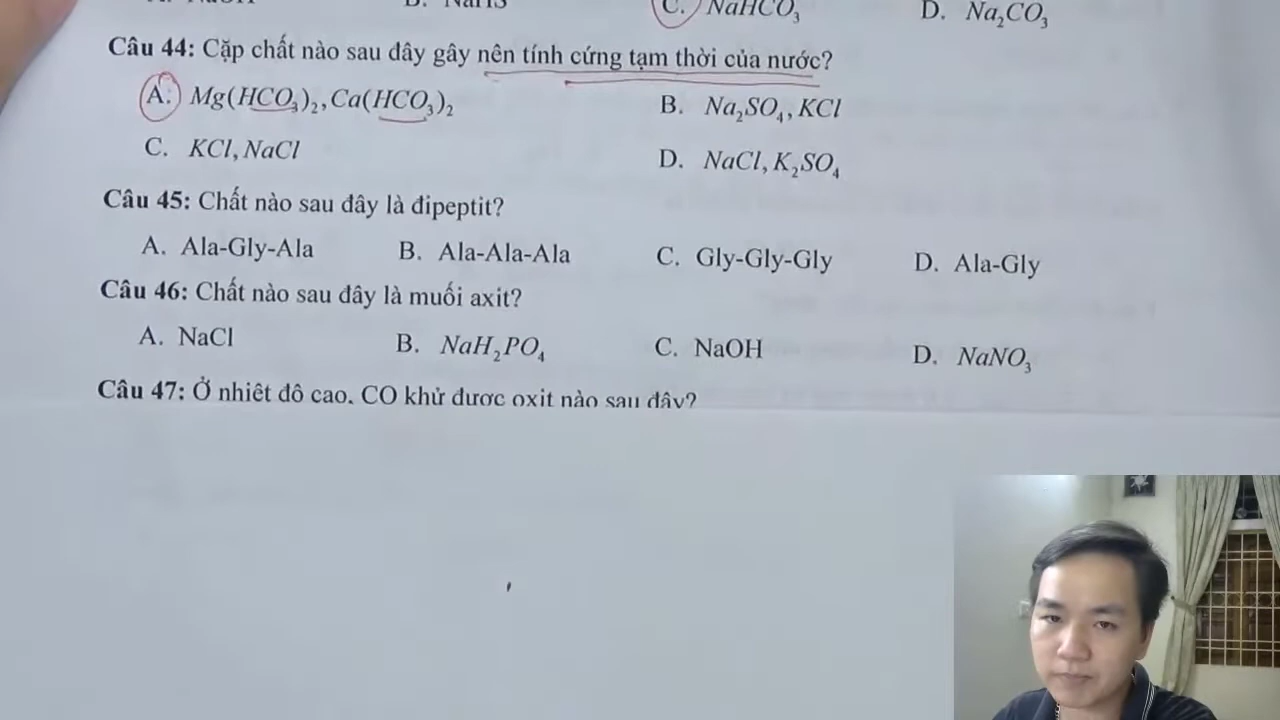 C. NaHCO₃ D. Na₂CO₃
Câu 44: Cặp chất nào sau đây gây nên tính cứng tạm thời của nước?
A. Mg(HCO₃)₂, Ca(HCO₃)₂ B. Na₂SO₄, KCl
C. KCl, NaCl D. NaCl, K₂SO₄
Câu 45: Chất nào sau đây là đipeptit?
A. Ala-Gly-Ala B. Ala-Ala-Ala C. Gly-Gly-Gly D. Ala-Gly
Câu 46: Chất nào sau đây là muối axit?
A. NaCl B. NaH₂PO₄ C. NaOH D. NaNO₃
Câu 47: Ở nhiệt độ cao, CO khử được oxit nào sau đây?